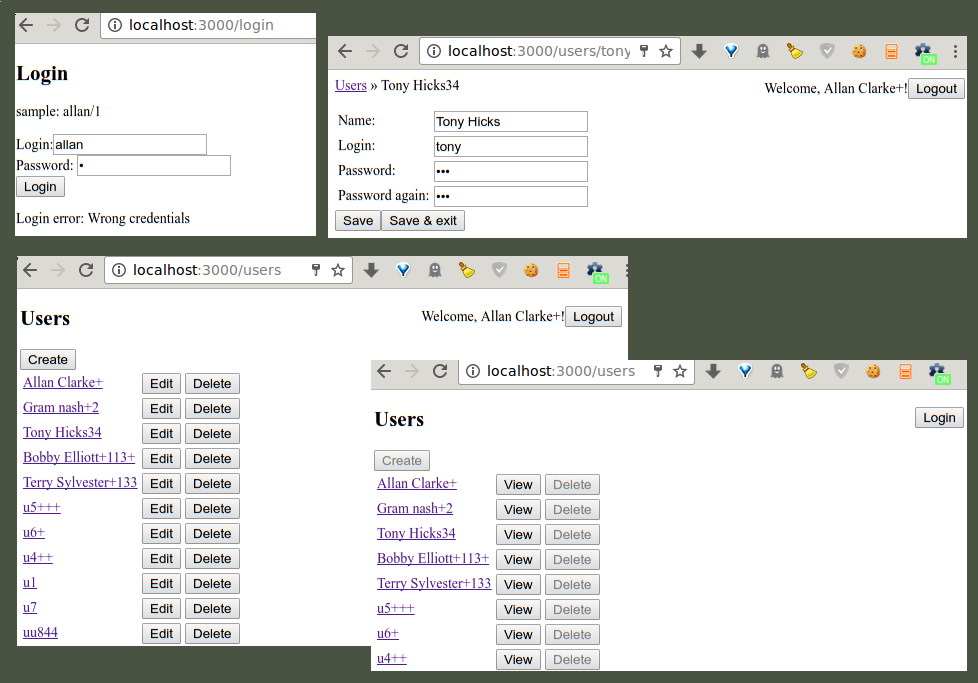 localhost:3000/login
Login
sample: allan/1
Login: allan
Password: •
Login
Login error: Wrong credentials
localhost:3000/users/tony
ON
Users » Tony Hicks34
Welcome, Allan Clarke+! Logout
Name: Tony Hicks
Login: tony
Password: •••
Password again: •••
Save Save & exit
localhost:3000/users
ON
Users
Welcome, Allan Clarke+! Logout
Create
Allan Clarke+ Edit Delete
Gram nash+2 Edit Delete
Tony Hicks34 Edit Delete
Bobby Elliott+113+ Edit Delete
Terry Sylvester+133 Edit Delete
u5+++ Edit Delete
u6+ Edit Delete
u4++ Edit Delete
u1 Edit Delete
u7 Edit Delete
uu844 Edit Delete
localhost:3000/users
ON
Users
Login
Create
Allan Clarke+ View Delete
Gram nash+2 View Delete
Tony Hicks34 View Delete
Bobby Elliott+113+ View Delete
Terry Sylvester+133 View Delete
u5+++ View Delete
u6+ View Delete
u4++ View Delete